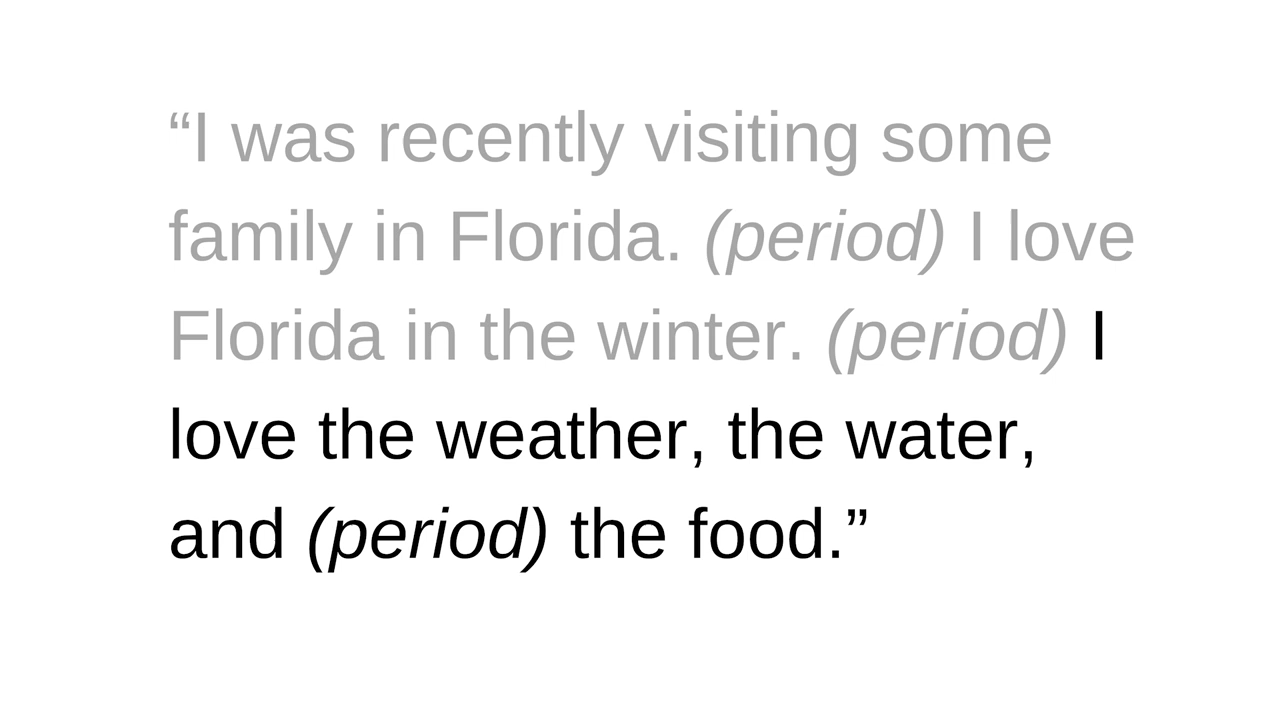 “I was recently visiting some
family in Florida. (period) I love
Florida in the winter. (period) I
love the weather, the water,
and (period) the food.”